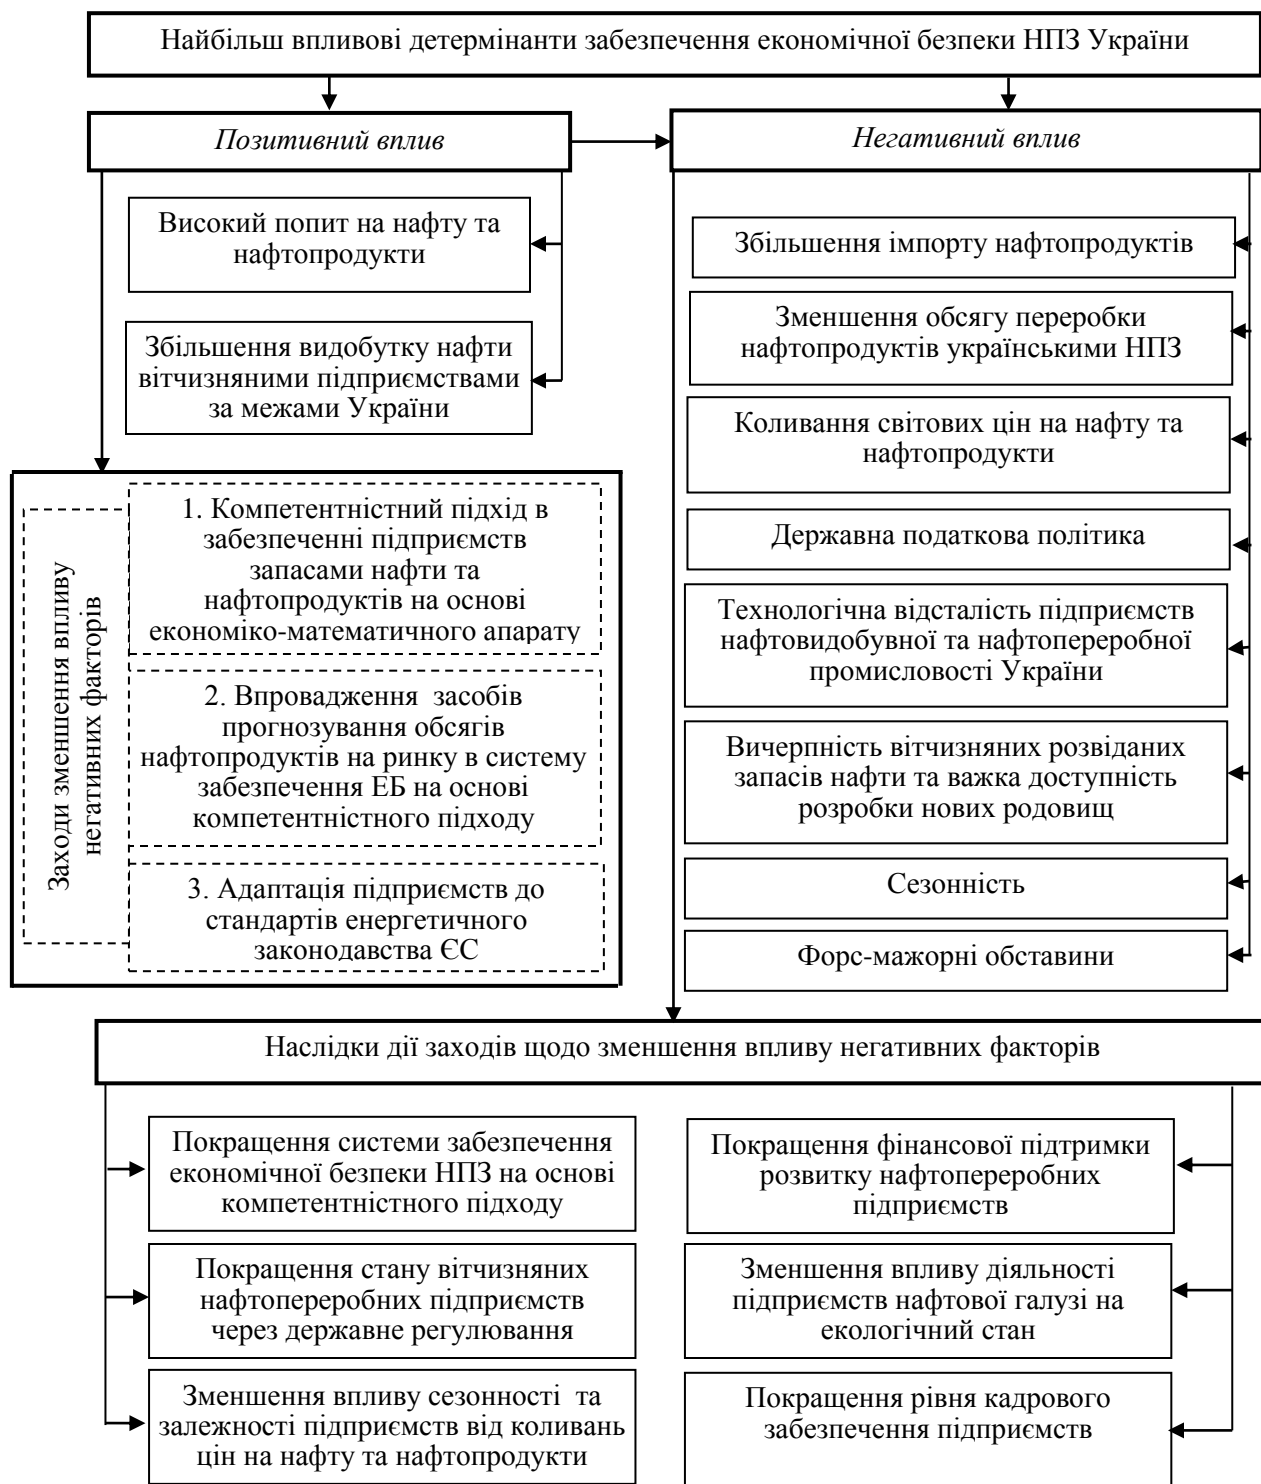 Найбільш впливові детермінанти забезпечення економічної безпеки НПЗ України
Позитивний вплив
Негативний вплив
Високий попит на нафту та
нафтопродукти
Збільшення видобутку нафти
вітчизняними підприємствами
за межами України
Заходи зменшення впливу
негативних факторів
1. Компетентністний підхід в
забезпеченні підприємств
запасами нафти та
нафтопродуктів на основі
економіко-математичного апарату
2. Впровадження засобів
прогнозування обсягів
нафтопродуктів на ринку в систему
забезпечення ЕБ на основі
компетентністного підходу
3. Адаптація підприємств до
стандартів енергетичного
законодавства ЄС
Збільшення імпорту нафтопродуктів
Зменшення обсягу переробки
нафтопродуктів українськими НПЗ
Коливання світових цін на нафту та
нафтопродукти
Державна податкова політика
Технологічна відсталість підприємств
нафтовидобувної та нафтопереробної
промисловості України
Вичерпність вітчизняних розвіданих
запасів нафти та важка доступність
розробки нових родовищ
Сезонність
Форс-мажорні обставини
Наслідки дії заходів щодо зменшення впливу негативних факторів
Покращення системи забезпечення
економічної безпеки НПЗ на основі
компетентністного підходу
Покращення стану вітчизняних
нафтопереробних підприємств
через державне регулювання
Зменшення впливу сезонності та
залежності підприємств від коливань
цін на нафту та нафтопродукти
Покращення фінансової підтримки
розвитку нафтопереробних
підприємств
Зменшення впливу діяльності
підприємств нафтової галузі на
екологічний стан
Покращення рівня кадрового
забезпечення підприємств